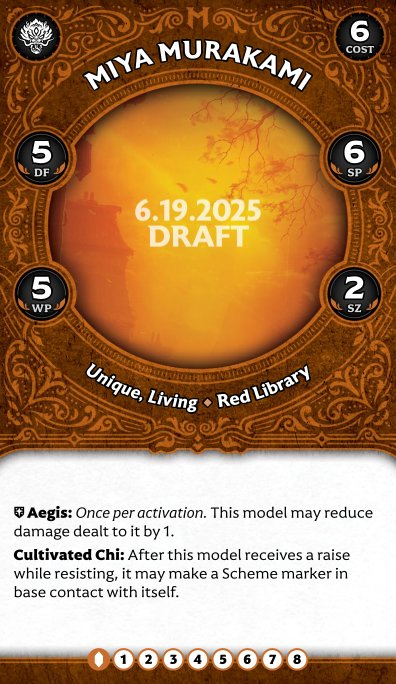 MIYA MURAKAMI
6
COST
5
DF
6
SP
6.19.2025
DRAFT
5
WP
2
SZ
Unique, Living ◆ Red Library
Aegis: Once per activation. This model may reduce
damage dealt to it by 1.
Cultivated Chi: After this model receives a raise
while resisting, it may make a Scheme marker in
base contact with itself.
1 2 3 4 5 6 7 8